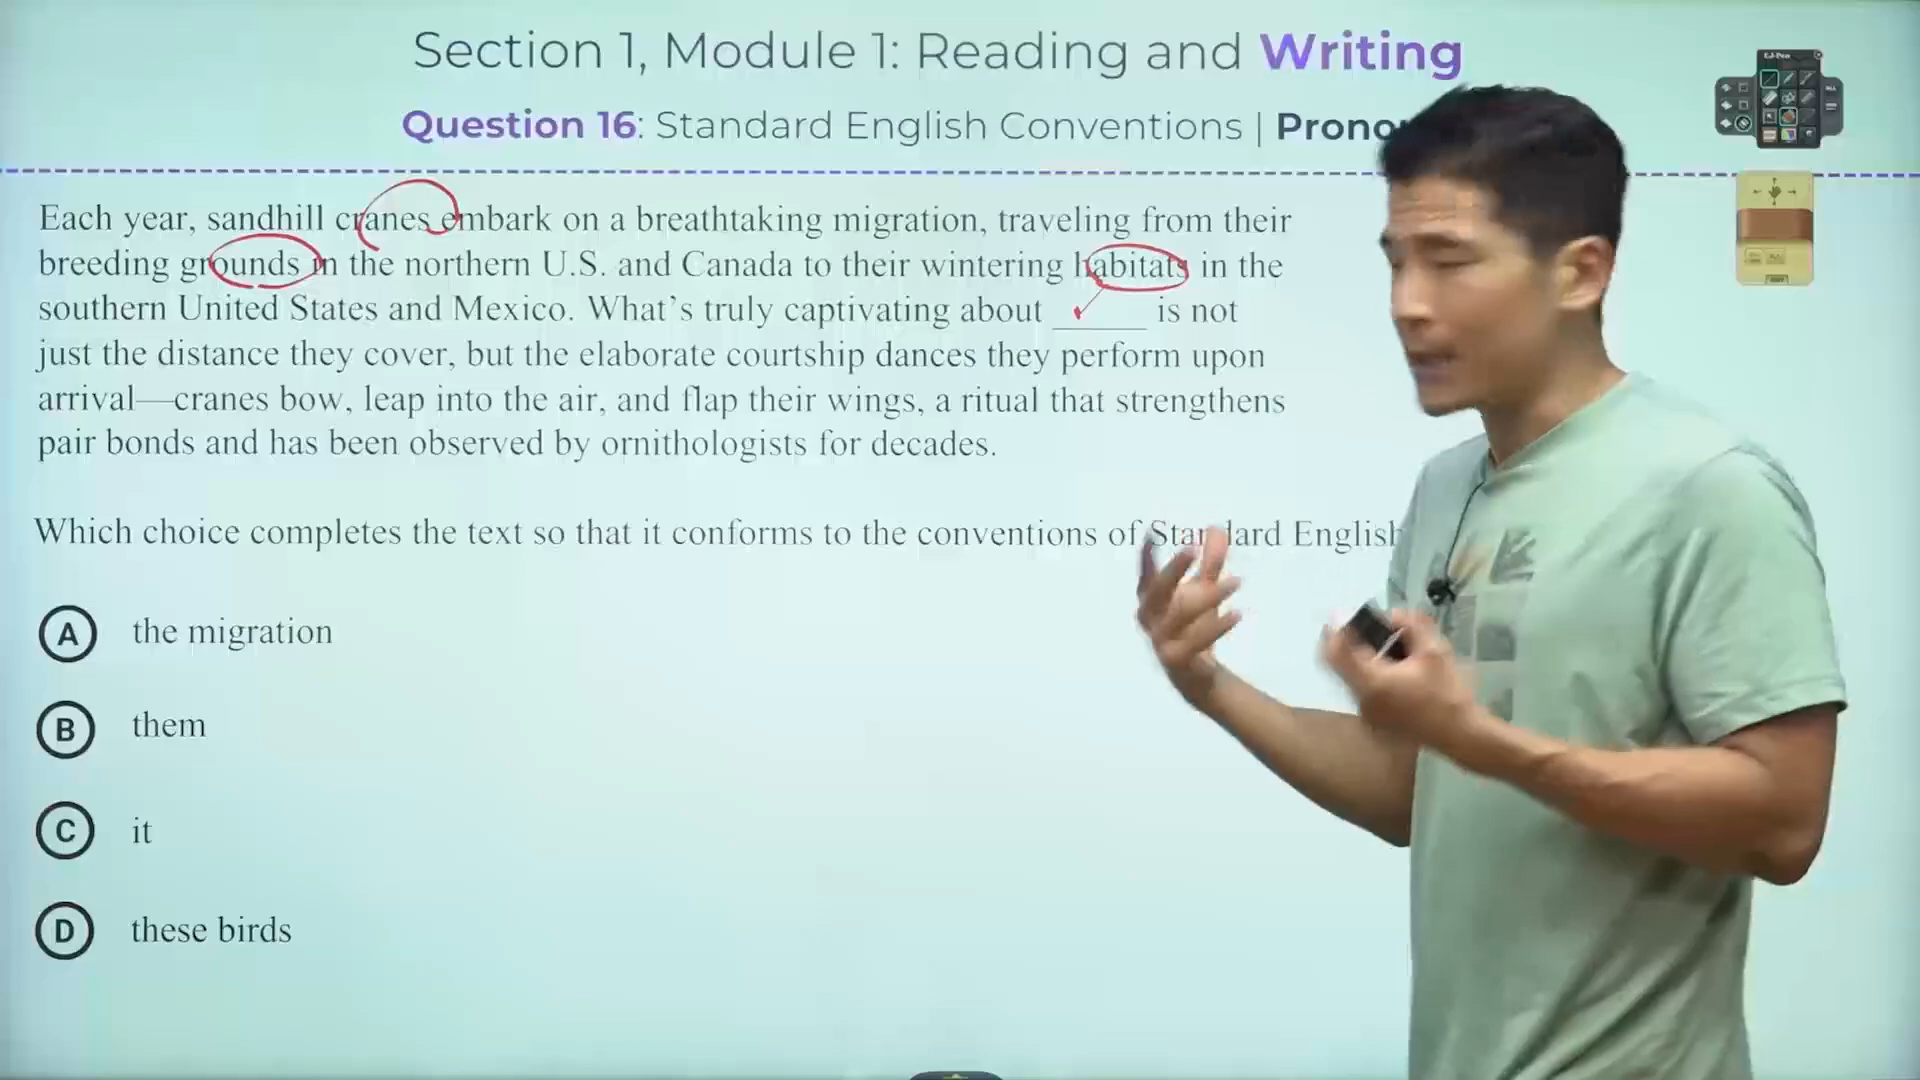 Section 1, Module 1: Reading and Writing
Question 16: Standard English Conventions |
Each year, sandhill cranes embark on a breathtaking migration, traveling from their
breeding grounds in the northern U.S. and Canada to their wintering habitats in the
southern United States and Mexico. What's truly captivating about ______ is not
just the distance they cover, but the elaborate courtship dances they perform upon
arrival—cranes bow, leap into the air, and flap their wings, a ritual that strengthens
pair bonds and has been observed by ornithologists for decades.
Which choice completes the text so that it conforms to the conventions of Standard English
A the migration
B them
C it
D these birds